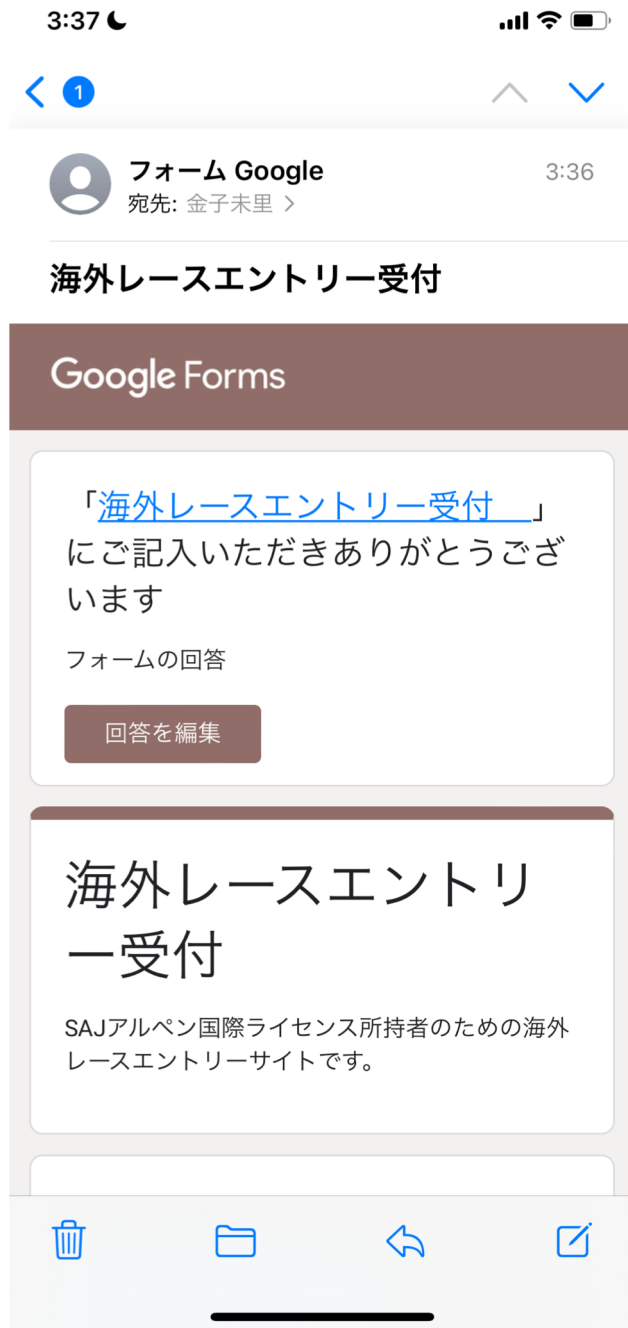 3:37
1
フォーム Google
3:36
宛先: 金子未里
海外レースエントリー受付
Google Forms
「海外レースエントリー受付　」
にご記入いただきありがとうござ
います
フォームの回答
回答を編集
海外レースエントリ
ー受付
SAJアルペン国際ライセンス所持者のための海外
レースエントリーサイトです。